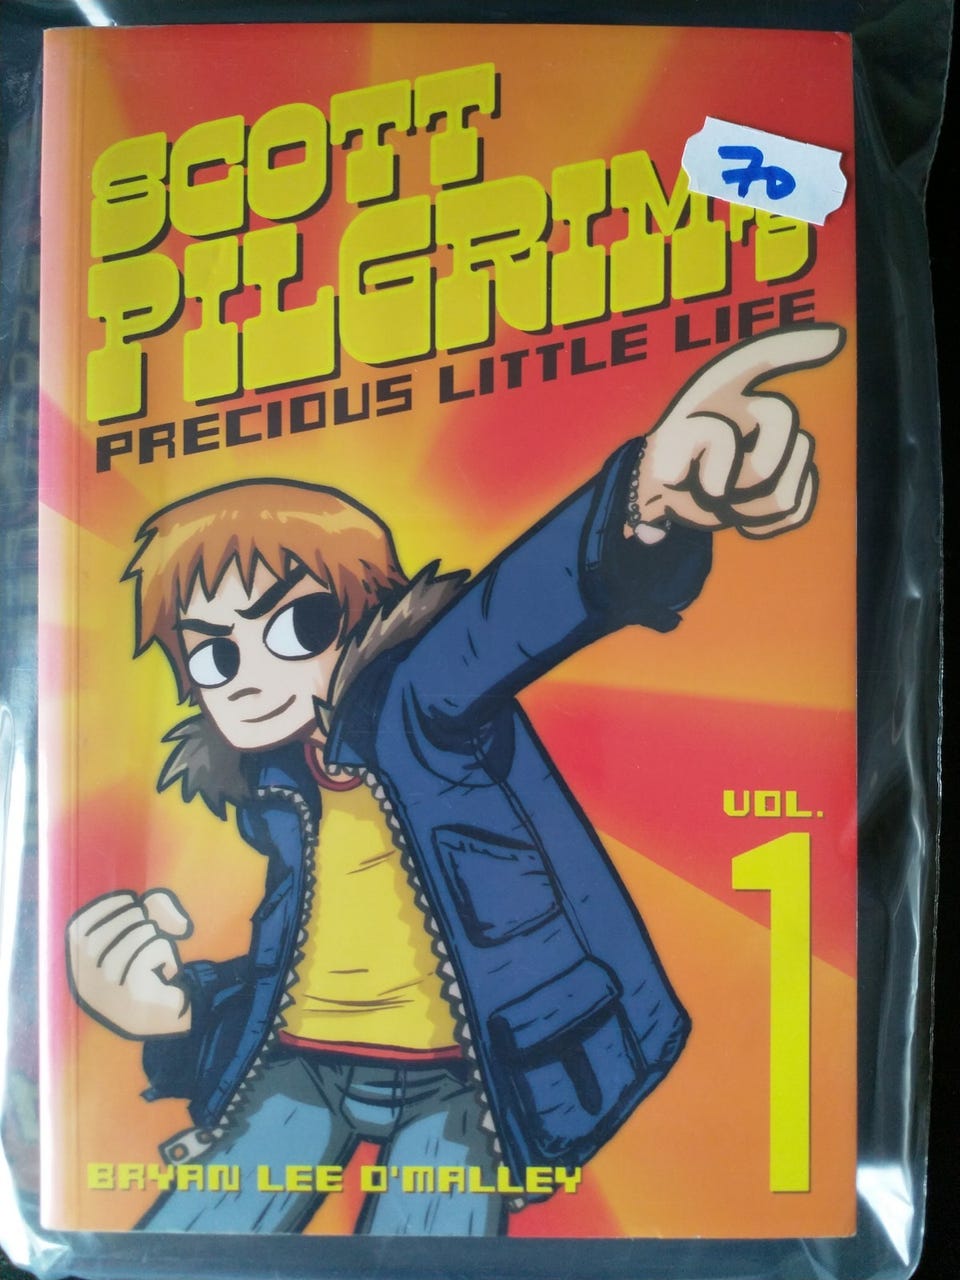 70
SCOTT
PILGRIM'S
PRECIOUS LITTLE LIFE
VOL.
1
BRYAN LEE O'MALLEY